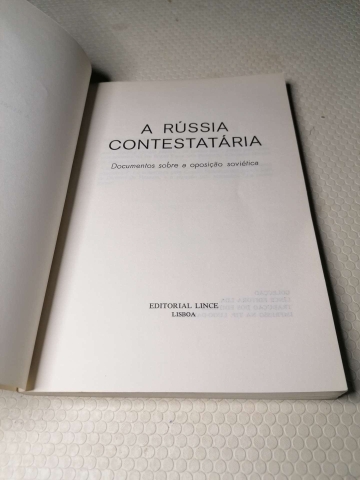 A RÚSSIA
CONTESTATÁRIA
Documentos sobre a oposição soviética
EDITORIAL LINCE
LISBOA